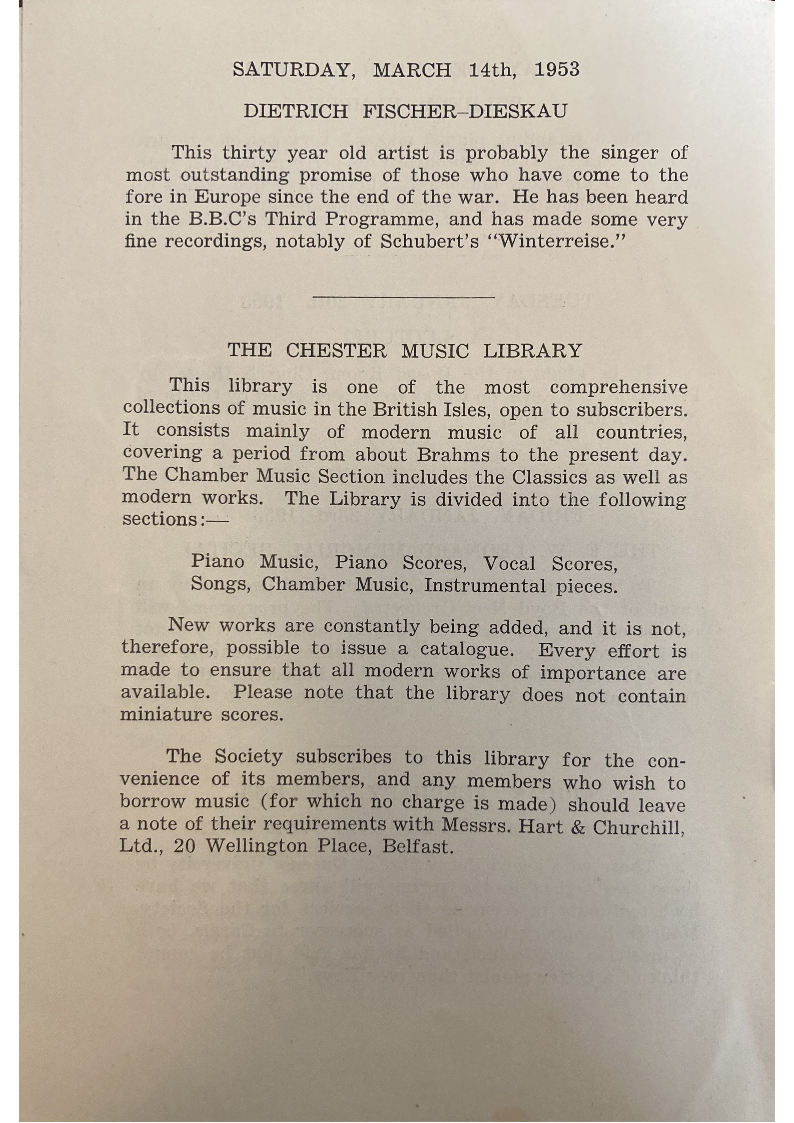 SATURDAY, MARCH 14th, 1953
DIETRICH FISCHER–DIESKAU
This thirty year old artist is probably the singer of
most outstanding promise of those who have come to the
fore in Europe since the end of the war. He has been heard
in the B.B.C's Third Programme, and has made some very
fine recordings, notably of Schubert's "Winterreise."
THE CHESTER MUSIC LIBRARY
This library is one of the most comprehensive
collections of music in the British Isles, open to subscribers.
It consists mainly of modern music of all countries,
covering a period from about Brahms to the present day.
The Chamber Music Section includes the Classics as well as
modern works. The Library is divided into the following
sections:—
Piano Music, Piano Scores, Vocal Scores,
Songs, Chamber Music, Instrumental pieces.
New works are constantly being added, and it is not,
therefore, possible to issue a catalogue. Every effort is
made to ensure that all modern works of importance are
available. Please note that the library does not contain
miniature scores.
The Society subscribes to this library for the con-
venience of its members, and any members who wish to
borrow music (for which no charge is made) should leave
a note of their requirements with Messrs. Hart & Churchill,
Ltd., 20 Wellington Place, Belfast.